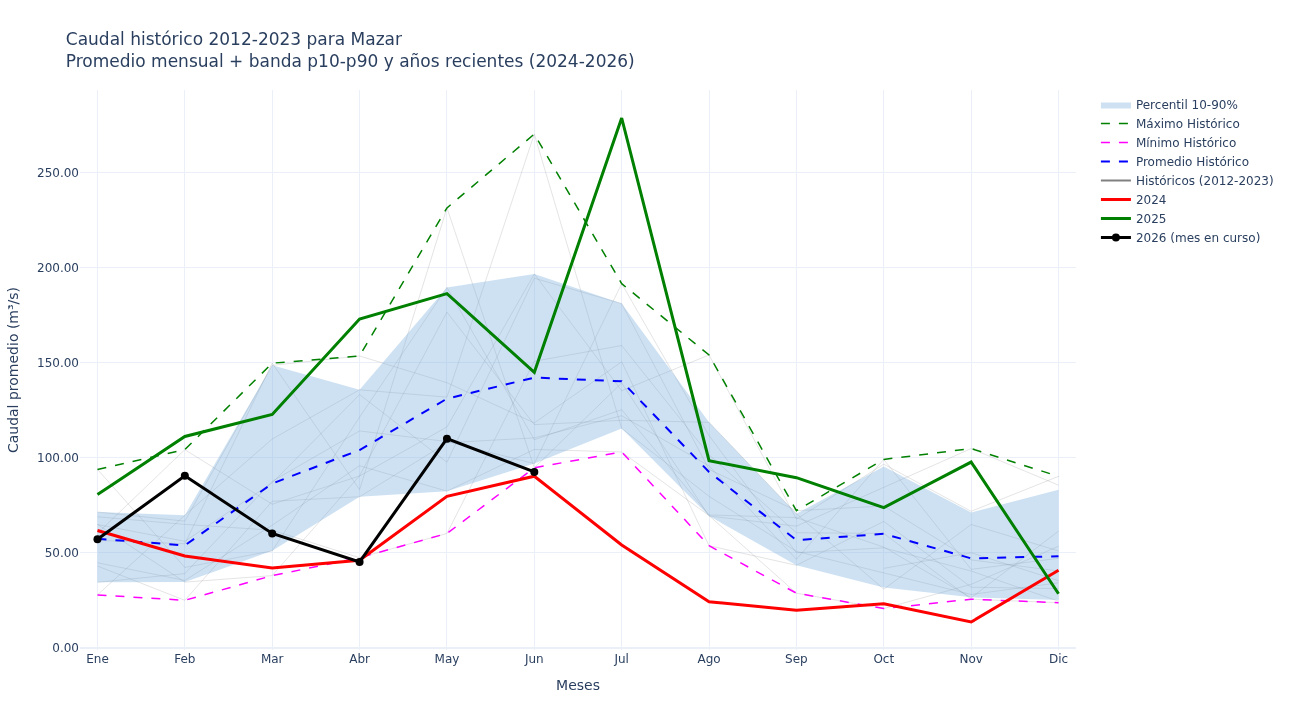 Caudal histórico 2012-2023 para Mazar
Promedio mensual + banda p10-p90 y años recientes (2024-2026)
Percentil 10-90%
Máximo Histórico
Mínimo Histórico
Promedio Histórico
Históricos (2012-2023)
2024
2025
2026 (mes en curso)
Caudal promedio (m³/s)
250.00
200.00
150.00
100.00
50.00
0.00
Ene Feb Mar Abr May Jun Jul Ago Sep Oct Nov Dic
Meses